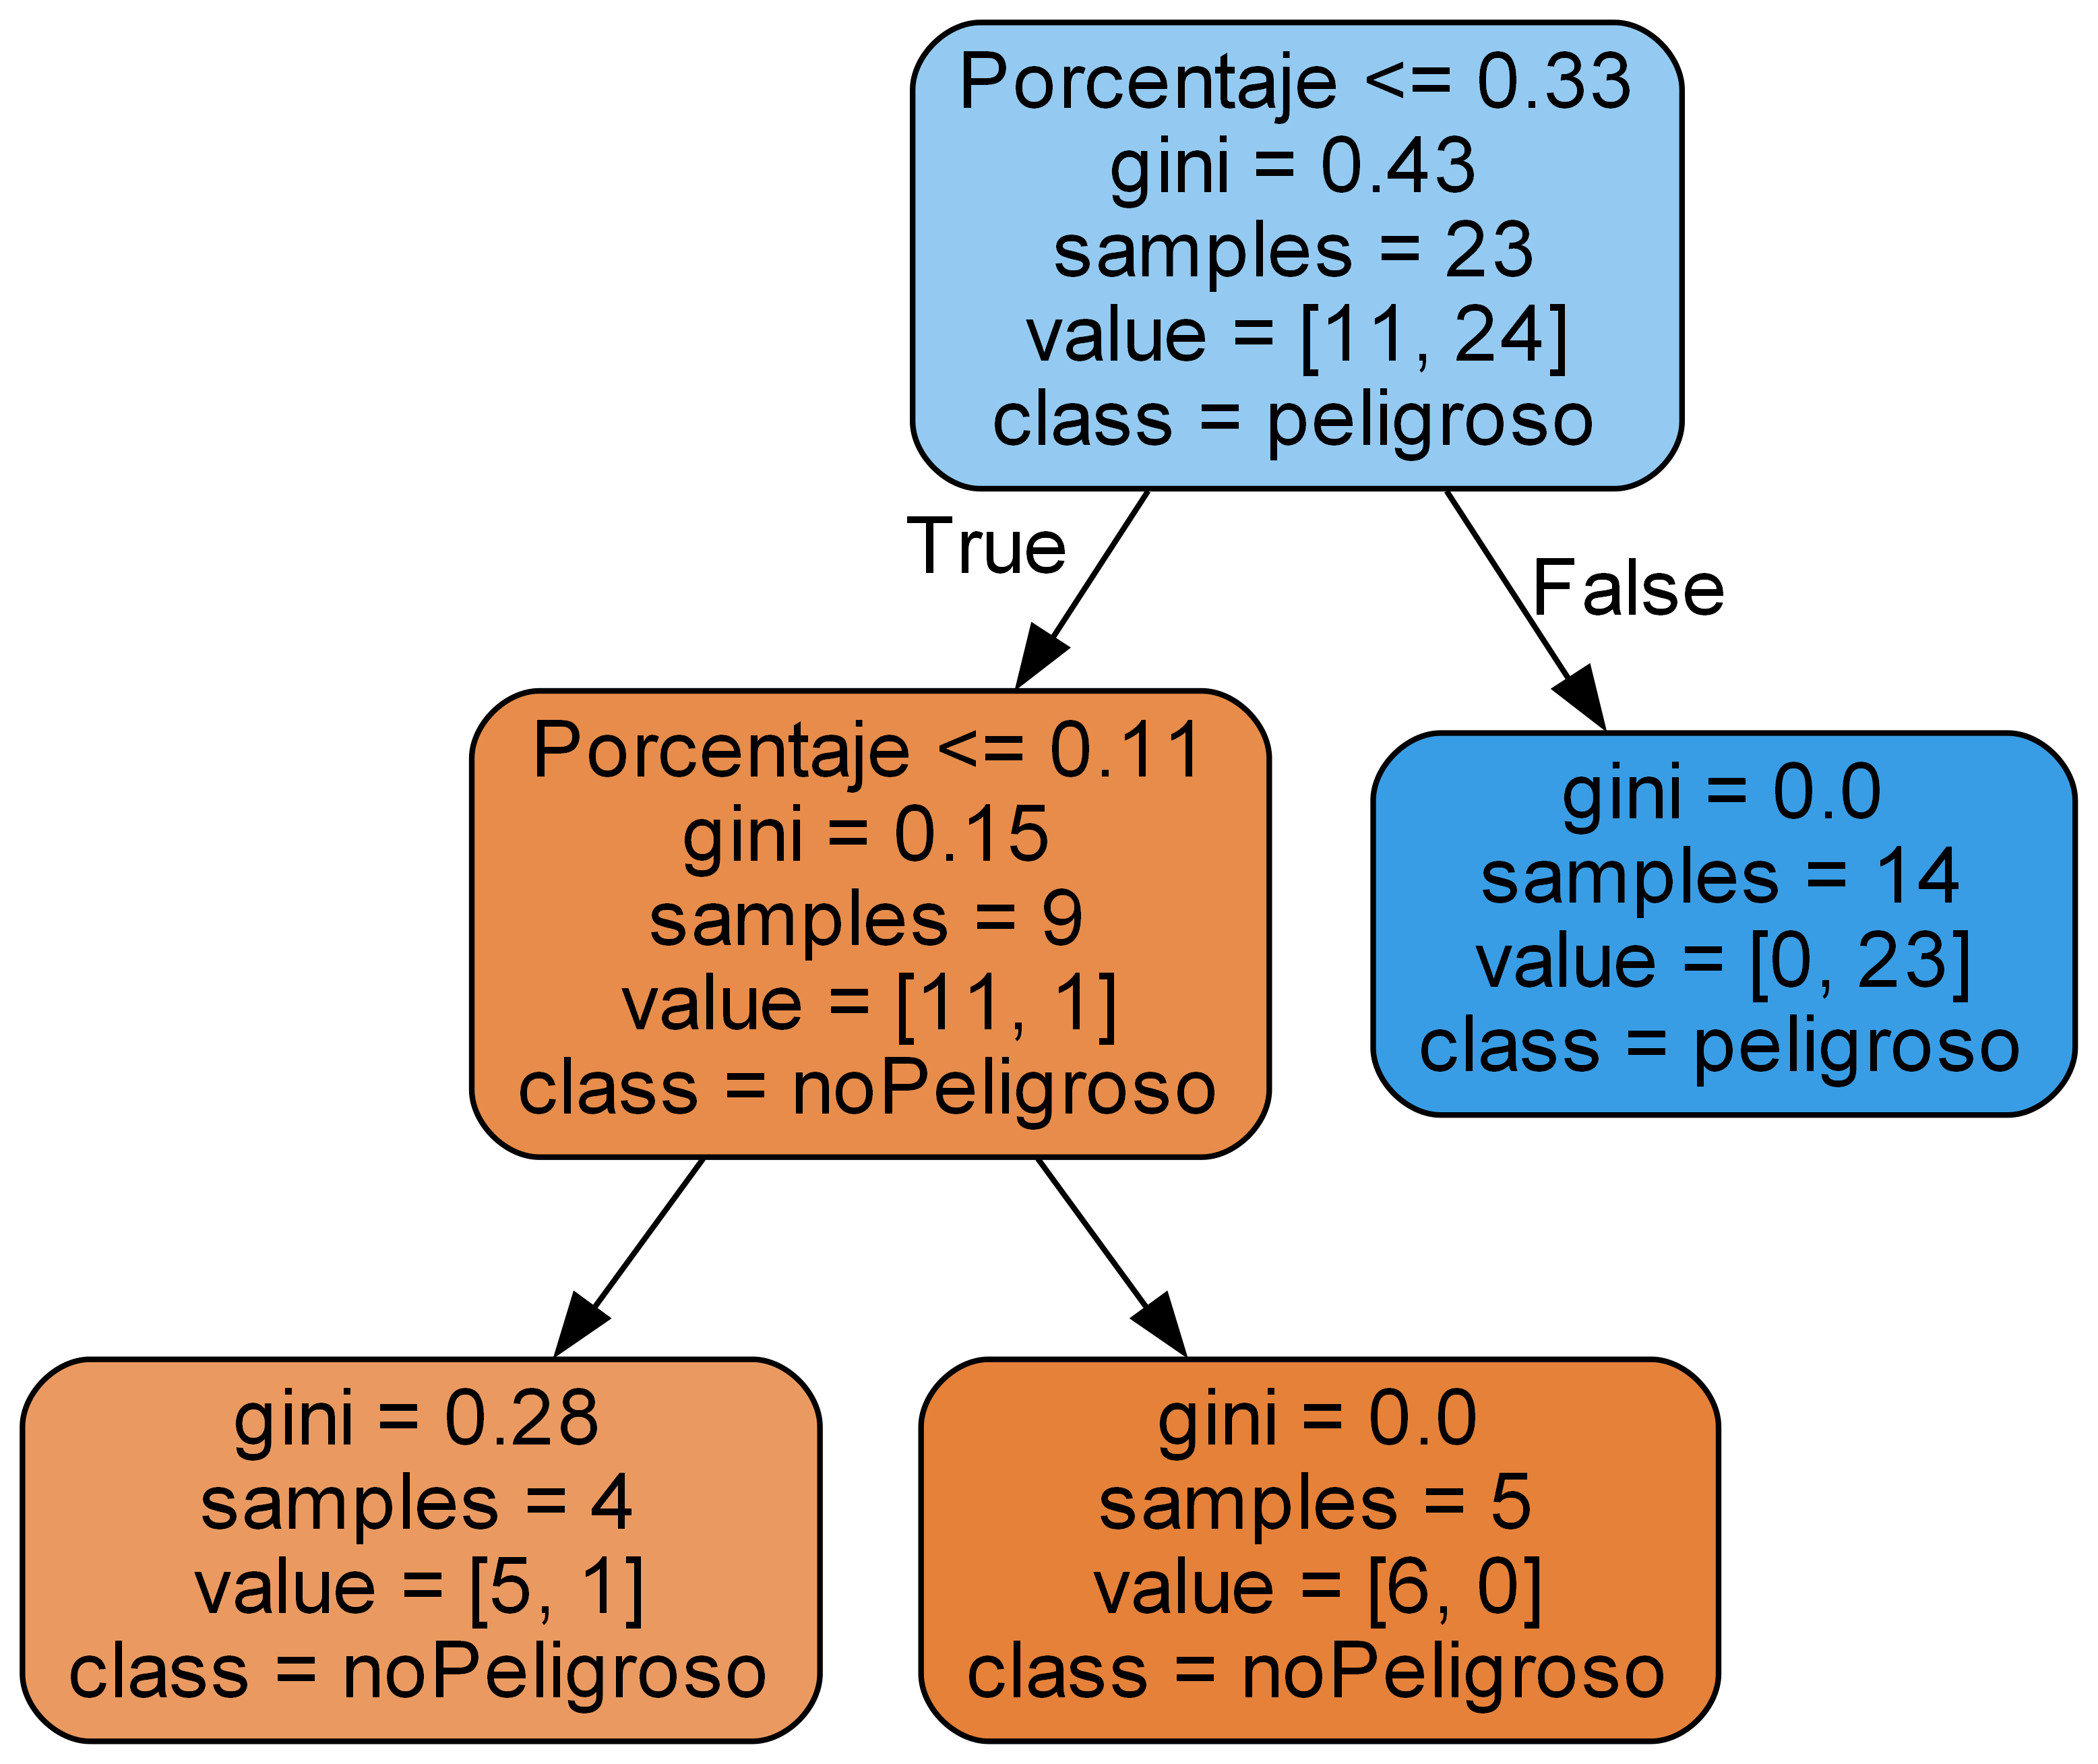 Porcentaje <= 0.33
gini = 0.43
samples = 23
value = [11, 24]
class = peligroso
True
False
Porcentaje <= 0.11
gini = 0.15
samples = 9
value = [11, 1]
class = noPeligroso
gini = 0.0
samples = 14
value = [0, 23]
class = peligroso
gini = 0.28
samples = 4
value = [5, 1]
class = noPeligroso
gini = 0.0
samples = 5
value = [6, 0]
class = noPeligroso